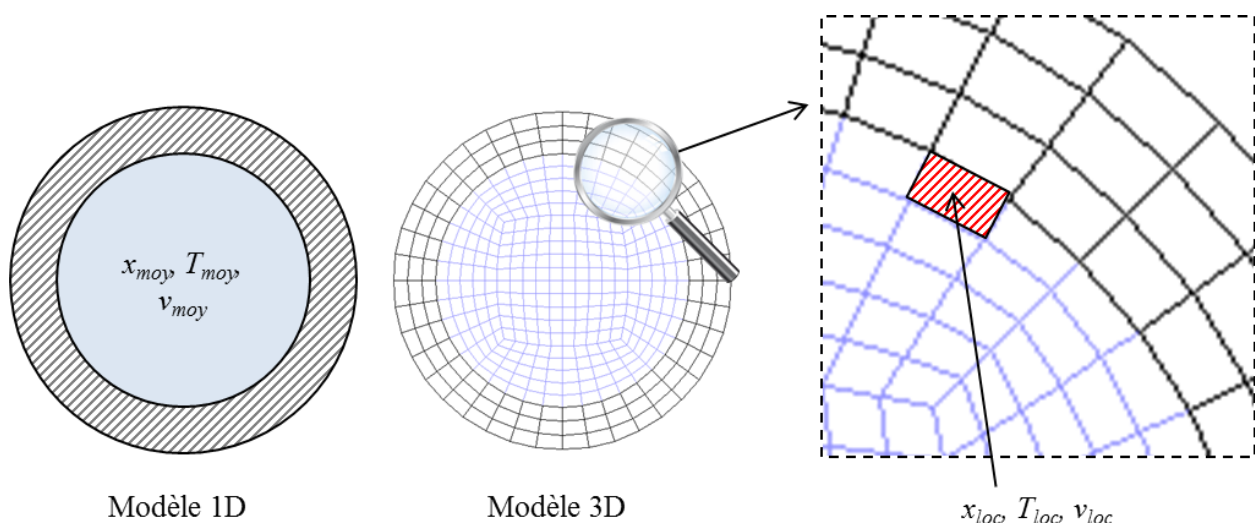 x_moy, T_moy,
v_moy
Modèle 1D
Modèle 3D
x_loc, T_loc, v_loc